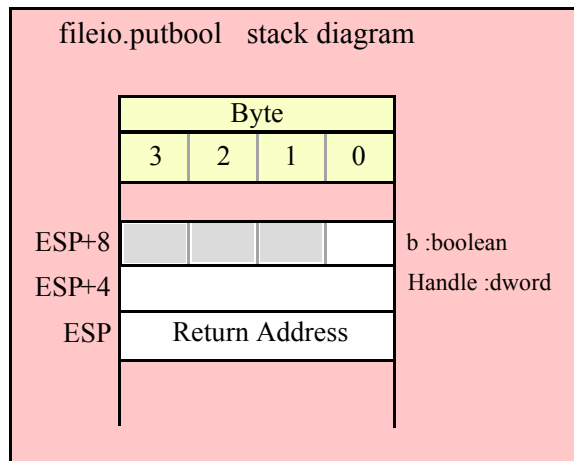 fileio.putbool stack diagram
Byte
3 2 1 0
ESP+8 b :boolean
ESP+4 Handle :dword
ESP Return Address